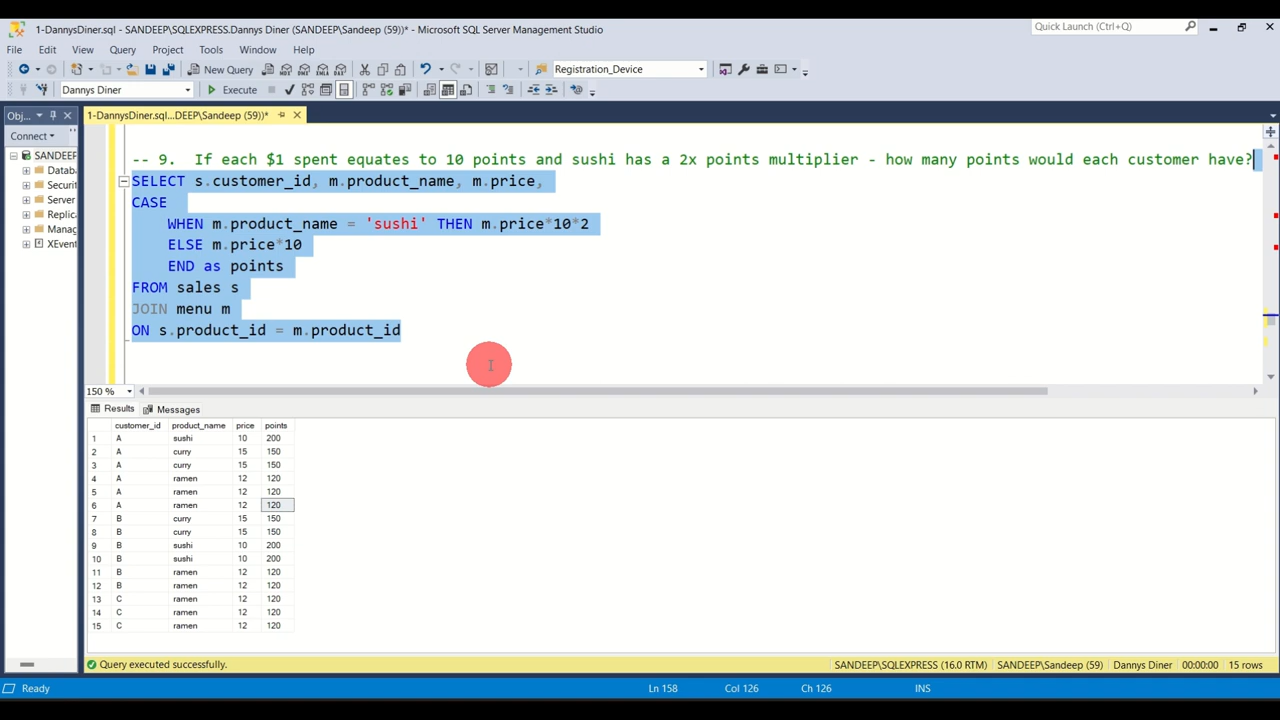 1-DannysDiner.sql - SANDEEP\SQLEXPRESS.Dannys Diner (SANDEEP\Sandeep (59))* - Microsoft SQL Server Management Studio
Quick Launch (Ctrl+Q)
File Edit View Query Project Tools Window Help
New Query
Registration_Device
Dannys Diner
Execute
Obj...
1-DannysDiner.sql...DEEP\Sandeep (59))*
Connect
SANDEEP
Datab
Securit
Server
Replic
Manag
XEvent
-- 9.  If each $1 spent equates to 10 points and sushi has a 2x points multiplier - how many points would each customer have?
SELECT s.customer_id, m.product_name, m.price,
CASE
WHEN m.product_name = 'sushi' THEN m.price*10*2
ELSE m.price*10
END as points
FROM sales s
JOIN menu m
ON s.product_id = m.product_id
150 %
Results Messages
customer_id product_name price points
1 A sushi 10 200
2 A curry 15 150
3 A curry 15 150
4 A ramen 12 120
5 A ramen 12 120
6 A ramen 12 120
7 B curry 15 150
8 B curry 15 150
9 B sushi 10 200
10 B sushi 10 200
11 B ramen 12 120
12 B ramen 12 120
13 C ramen 12 120
14 C ramen 12 120
15 C ramen 12 120
Query executed successfully.
SANDEEP\SQLEXPRESS (16.0 RTM) SANDEEP\Sandeep (59) Dannys Diner 00:00:00 15 rows
Ready
Ln 158 Col 126 Ch 126 INS